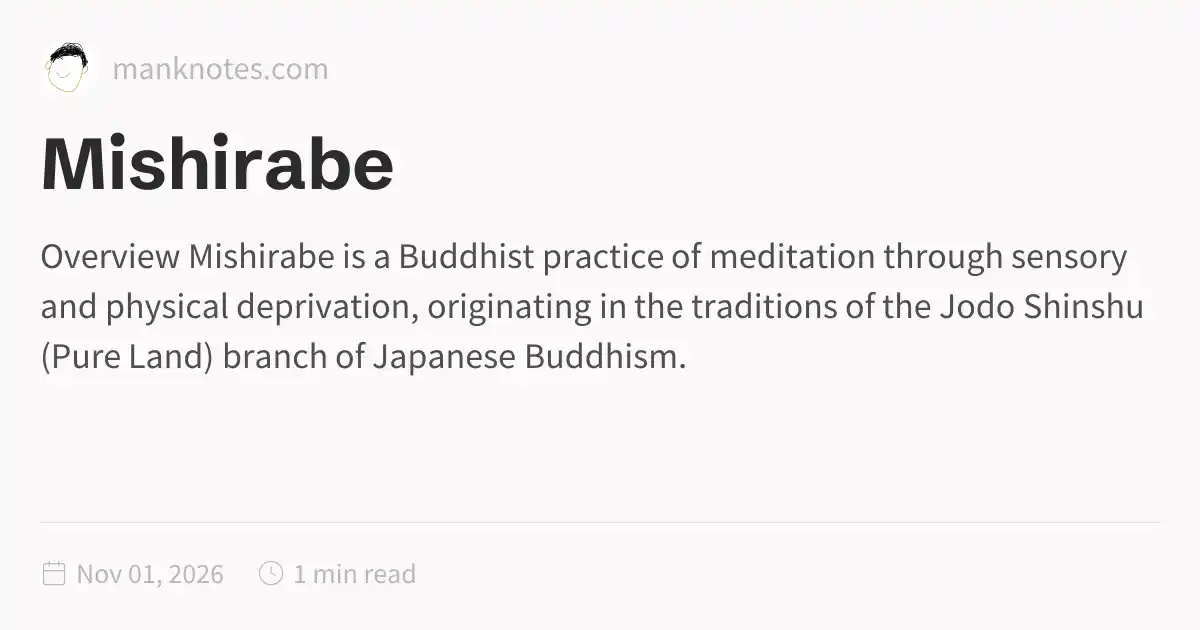 manknotes.com
Mishirabe
Overview Mishirabe is a Buddhist practice of meditation through sensory
and physical deprivation, originating in the traditions of the Jodo Shinshu
(Pure Land) branch of Japanese Buddhism.
Nov 01, 2026 1 min read